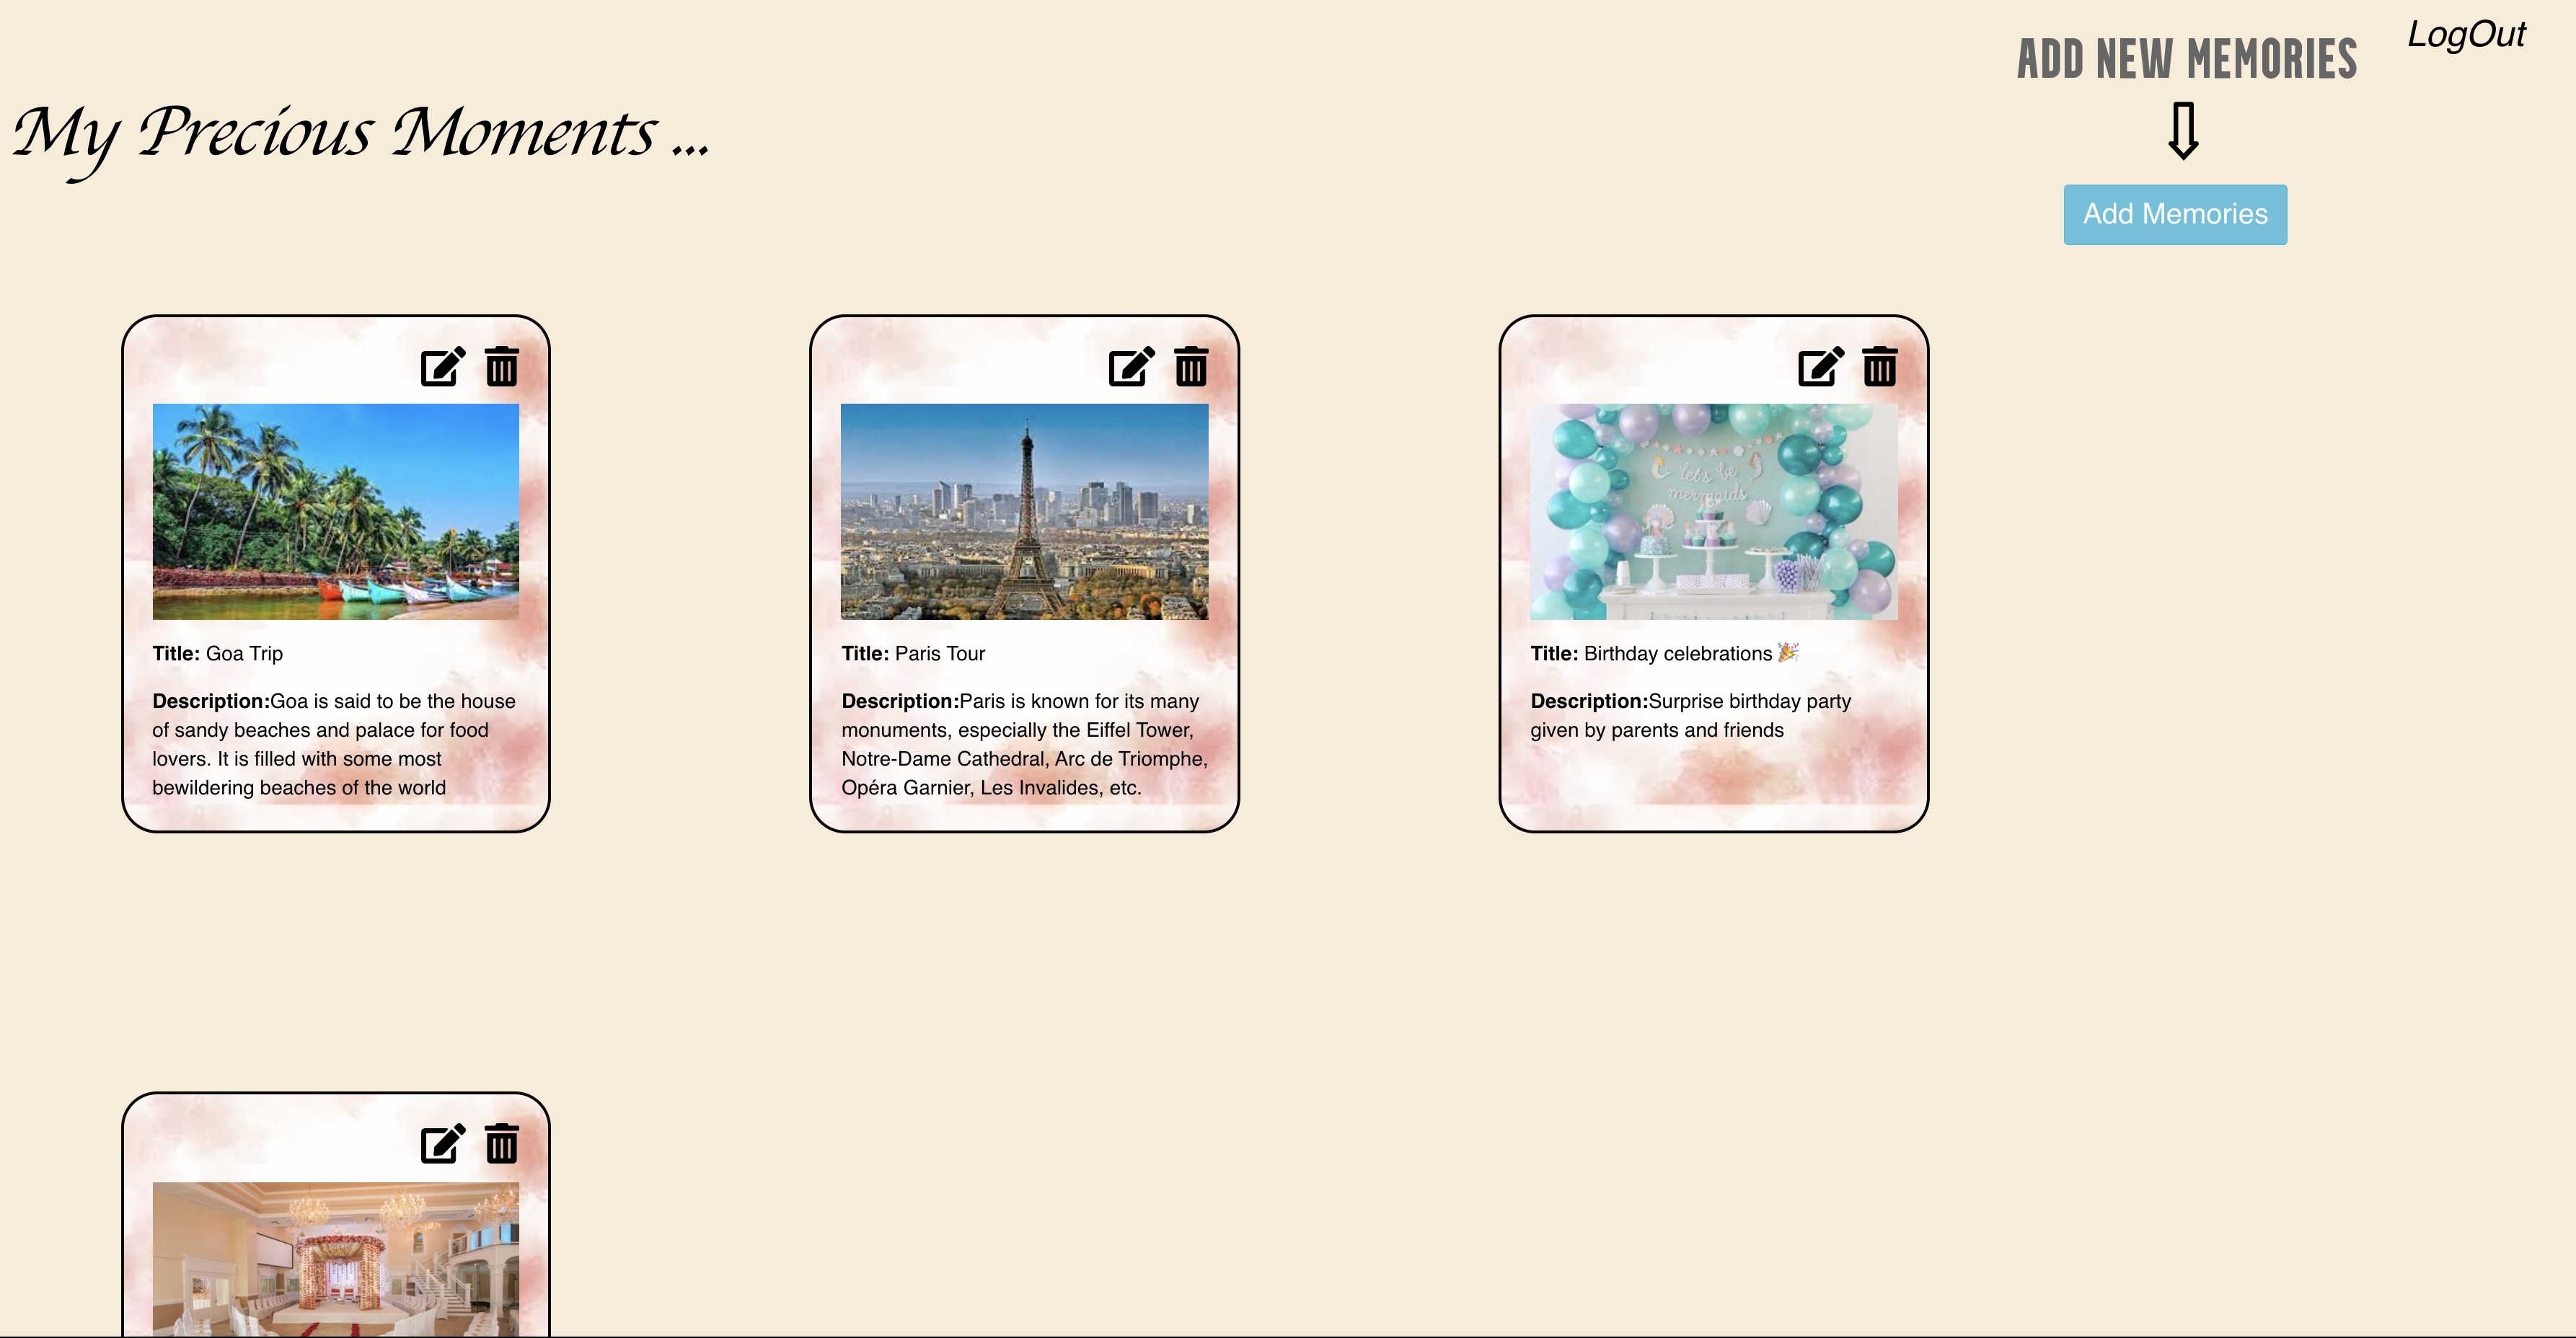 LogOut
ADD NEW MEMORIES
My Precious Moments ...
Add Memories
Title: Goa Trip
Description:Goa is said to be the house
of sandy beaches and palace for food
lovers. It is filled with some most
bewildering beaches of the world
Title: Paris Tour
Description:Paris is known for its many
monuments, especially the Eiffel Tower,
Notre-Dame Cathedral, Arc de Triomphe,
Opéra Garnier, Les Invalides, etc.
let's be
mermaids
Title: Birthday celebrations 🎉
Description:Surprise birthday party
given by parents and friends